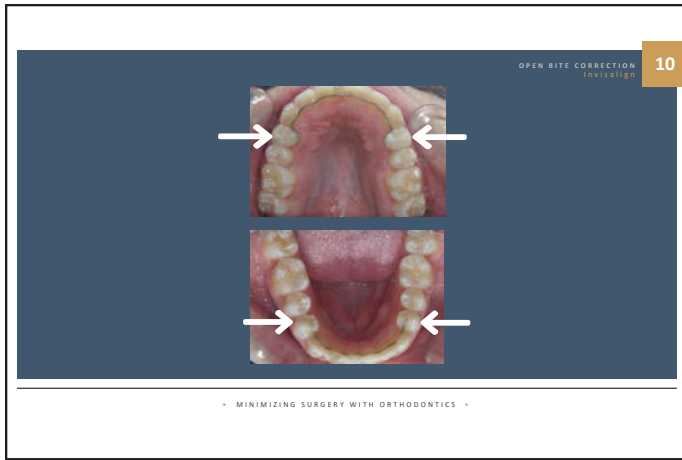 OPEN BITE CORRECTION
Invisalign
10
• MINIMIZING SURGERY WITH ORTHODONTICS •